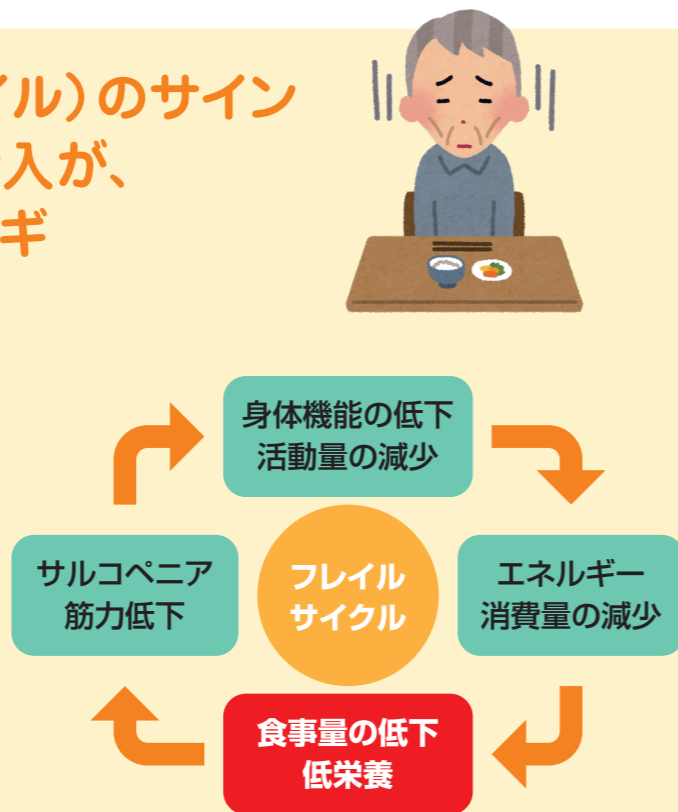 イル）のサイン
入が、
ギ
身体機能の低下
活動量の減少
サルコペニア
筋力低下
フレイル
サイクル
エネルギー
消費量の減少
食事量の低下
低栄養